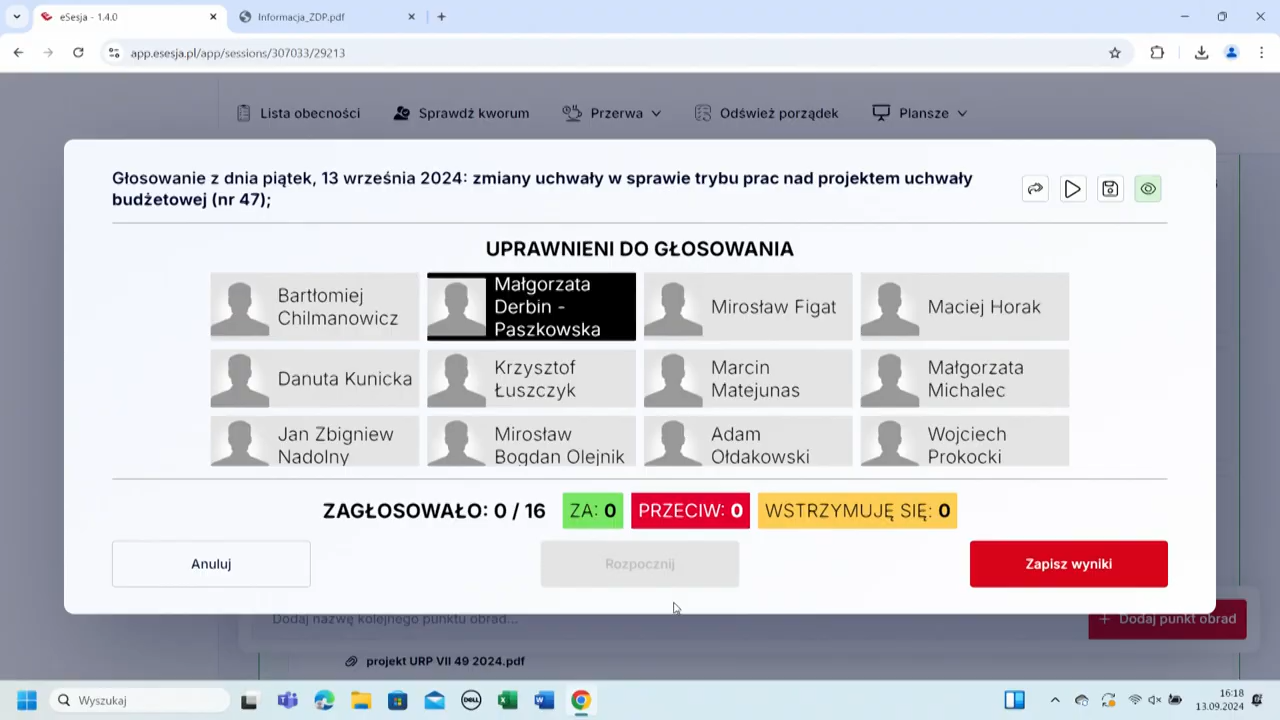 eSesja - 1.4.0
Informacja_ZDP.pdf
app.esesja.pl/app/sessions/307033/29213
Lista obecności
Sprawdź kworum
Przerwa
Odśwież porządek
Plansze
Głosowanie z dnia piątek, 13 września 2024: zmiany uchwały w sprawie trybu prac nad projektem uchwały
budżetowej (nr 47);
UPRAWNIENI DO GŁOSOWANIA
Bartłomiej
Chilmanowicz
Małgorzata
Derbin -
Paszkowska
Mirosław Figat
Maciej Horak
Danuta Kunicka
Krzysztof
Łuszczyk
Marcin
Matejunas
Małgorzata
Michalec
Jan Zbigniew
Nadolny
Mirosław
Bogdan Olejnik
Adam
Ołdakowski
Wojciech
Prokocki
ZAGŁOSOWAŁO: 0 / 16
ZA: 0
PRZECIW: 0
WSTRZYMUJĘ SIĘ: 0
Anuluj
Rozpocznij
Zapisz wyniki
Dodaj nazwę kolejnego punktu obrad...
+ Dodaj punkt obrad
projekt URP VII 49 2024.pdf
Wyszukaj
DELL
16:18
13.09.2024